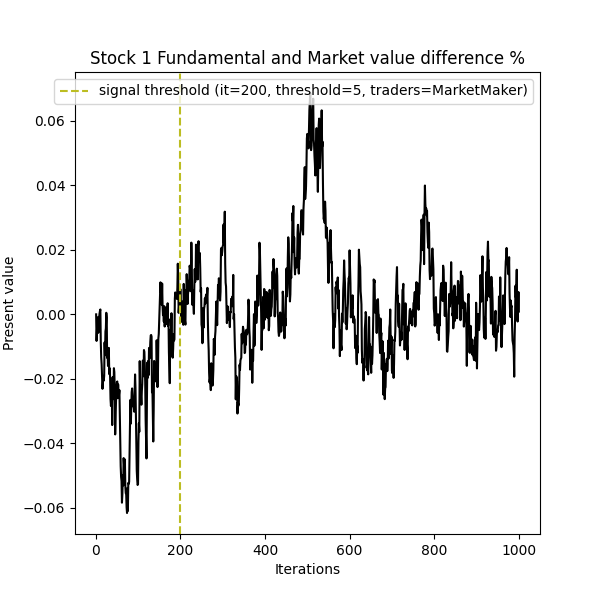 Stock 1 Fundamental and Market value difference %
signal threshold (it=200, threshold=5, traders=MarketMaker)
0.06
0.04
0.02
0.00
−0.02
−0.04
−0.06
Present value
0 200 400 600 800 1000
Iterations